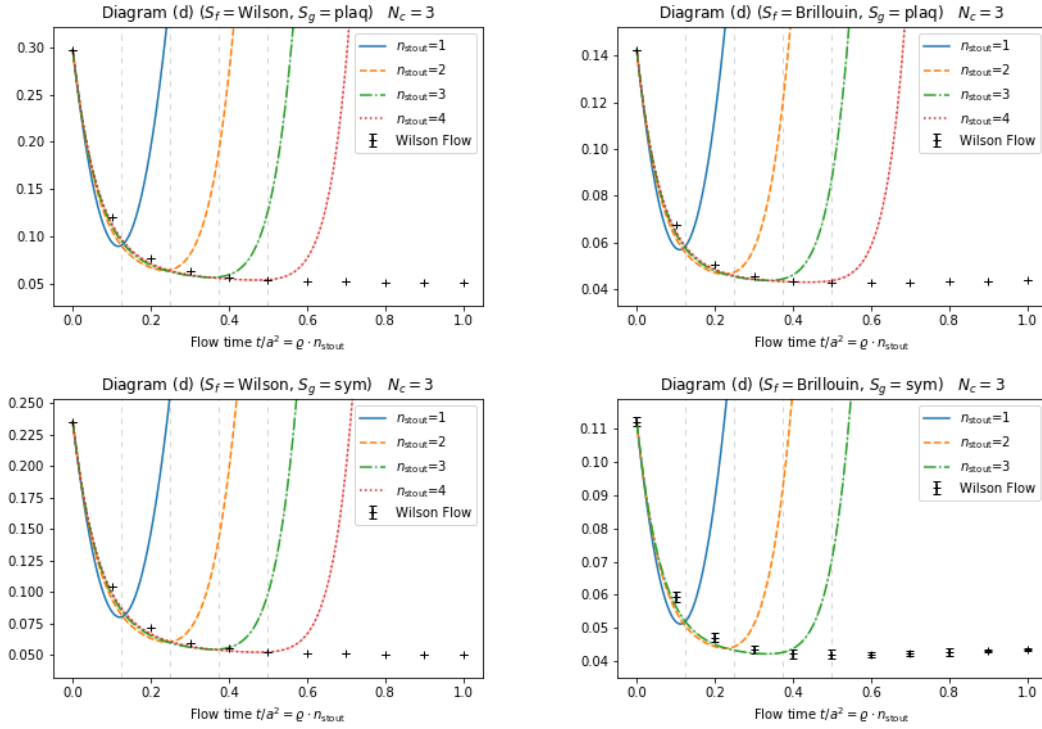 Diagram (d) (S_f = Wilson, S_g = plaq) N_c = 3
0.30
0.25
0.20
0.15
0.10
0.05
n_stout=1
n_stout=2
n_stout=3
n_stout=4
Wilson Flow
0.0 0.2 0.4 0.6 0.8 1.0
Flow time t/a² = ϱ · n_stout
Diagram (d) (S_f = Brillouin, S_g = plaq) N_c = 3
0.14
0.12
0.10
0.08
0.06
0.04
n_stout=1
n_stout=2
n_stout=3
n_stout=4
Wilson Flow
0.0 0.2 0.4 0.6 0.8 1.0
Flow time t/a² = ϱ · n_stout
Diagram (d) (S_f = Wilson, S_g = sym) N_c = 3
0.250
0.225
0.200
0.175
0.150
0.125
0.100
0.075
0.050
n_stout=1
n_stout=2
n_stout=3
n_stout=4
Wilson Flow
0.0 0.2 0.4 0.6 0.8 1.0
Flow time t/a² = ϱ · n_stout
Diagram (d) (S_f = Brillouin, S_g = sym) N_c = 3
0.11
0.10
0.09
0.08
0.07
0.06
0.05
0.04
n_stout=1
n_stout=2
n_stout=3
Wilson Flow
0.0 0.2 0.4 0.6 0.8 1.0
Flow time t/a² = ϱ · n_stout